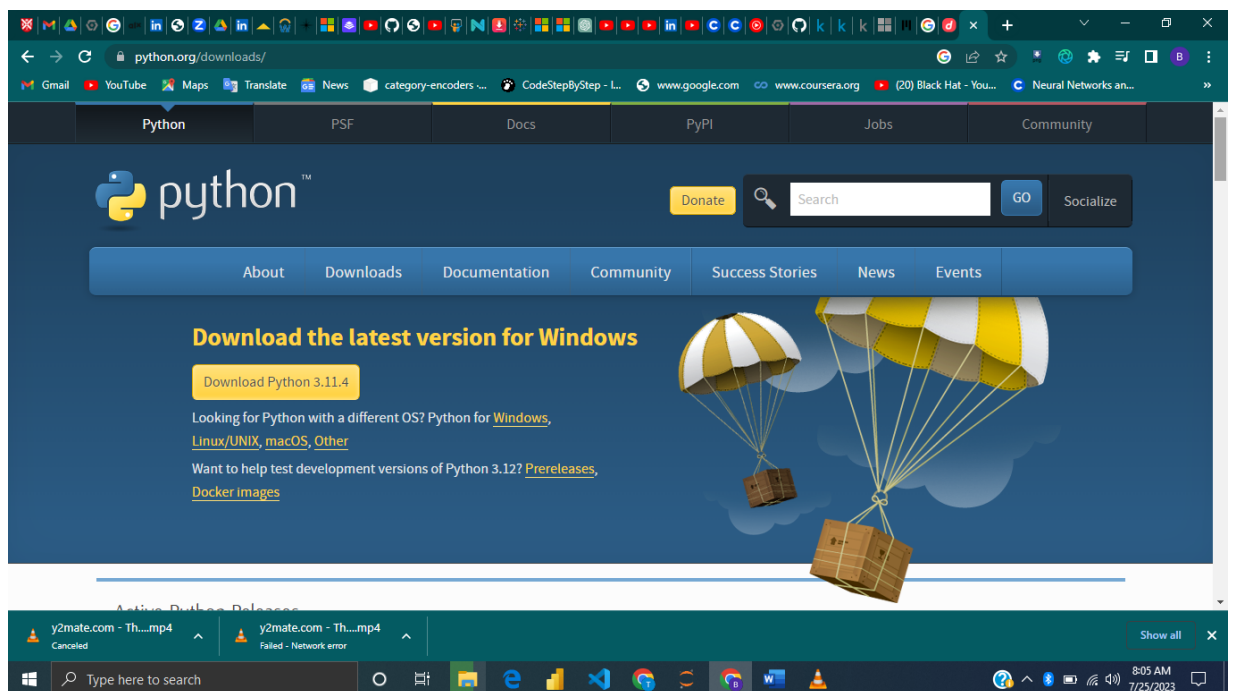 python.org/downloads/
Gmail YouTube Maps Translate News category-encoders -... CodeStepByStep - L... www.google.com www.coursera.org (20) Black Hat - You... Neural Networks an... »
Python PSF Docs PyPI Jobs Community
python™
Donate Search GO Socialize
About Downloads Documentation Community Success Stories News Events
Download the latest version for Windows
Download Python 3.11.4
Looking for Python with a different OS? Python for Windows,
Linux/UNIX, macOS, Other
Want to help test development versions of Python 3.12? Prereleases,
Docker images
Active Python Releases
y2mate.com - Th....mp4 y2mate.com - Th....mp4 Show all
Canceled Failed - Network error
Type here to search
8:05 AM
7/25/2023